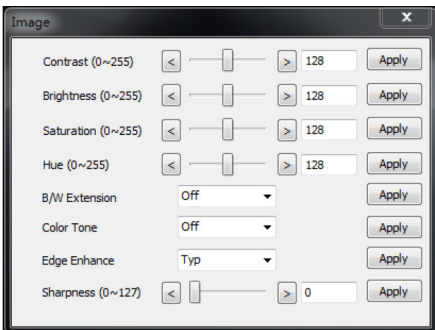 Image
X
Contrast (0~255) < > 128 Apply
Brightness (0~255) < > 128 Apply
Saturation (0~255) < > 128 Apply
Hue (0~255) < > 128 Apply
B/W Extension Off Apply
Color Tone Off Apply
Edge Enhance Typ Apply
Sharpness (0~127) < > 0 Apply